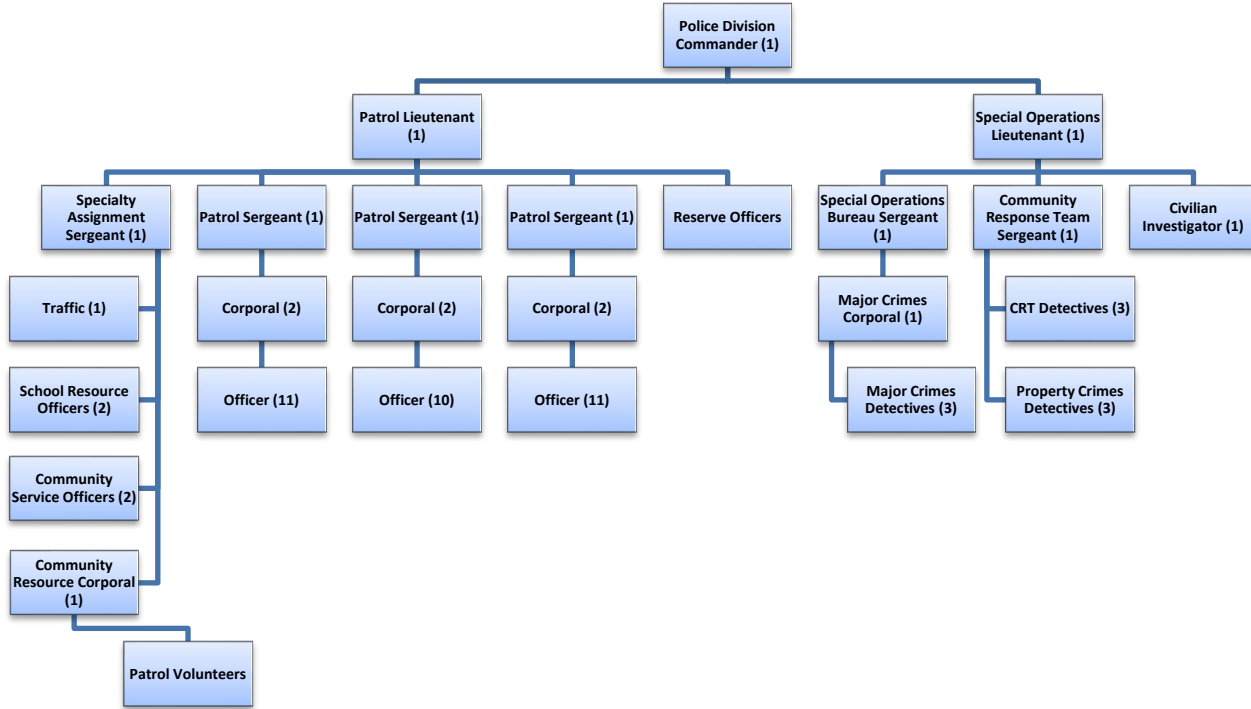 Police Division
Commander (1)
Patrol Lieutenant
(1)
Special Operations
Lieutenant (1)
Specialty
Assignment
Sergeant (1)
Patrol Sergeant (1)
Patrol Sergeant (1)
Patrol Sergeant (1)
Reserve Officers
Special Operations
Bureau Sergeant
(1)
Community
Response Team
Sergeant (1)
Civilian
Investigator (1)
Traffic (1)
Corporal (2)
Corporal (2)
Corporal (2)
Major Crimes
Corporal (1)
CRT Detectives (3)
School Resource
Officers (2)
Officer (11)
Officer (10)
Officer (11)
Major Crimes
Detectives (3)
Property Crimes
Detectives (3)
Community
Service Officers (2)
Community
Resource Corporal
(1)
Patrol Volunteers